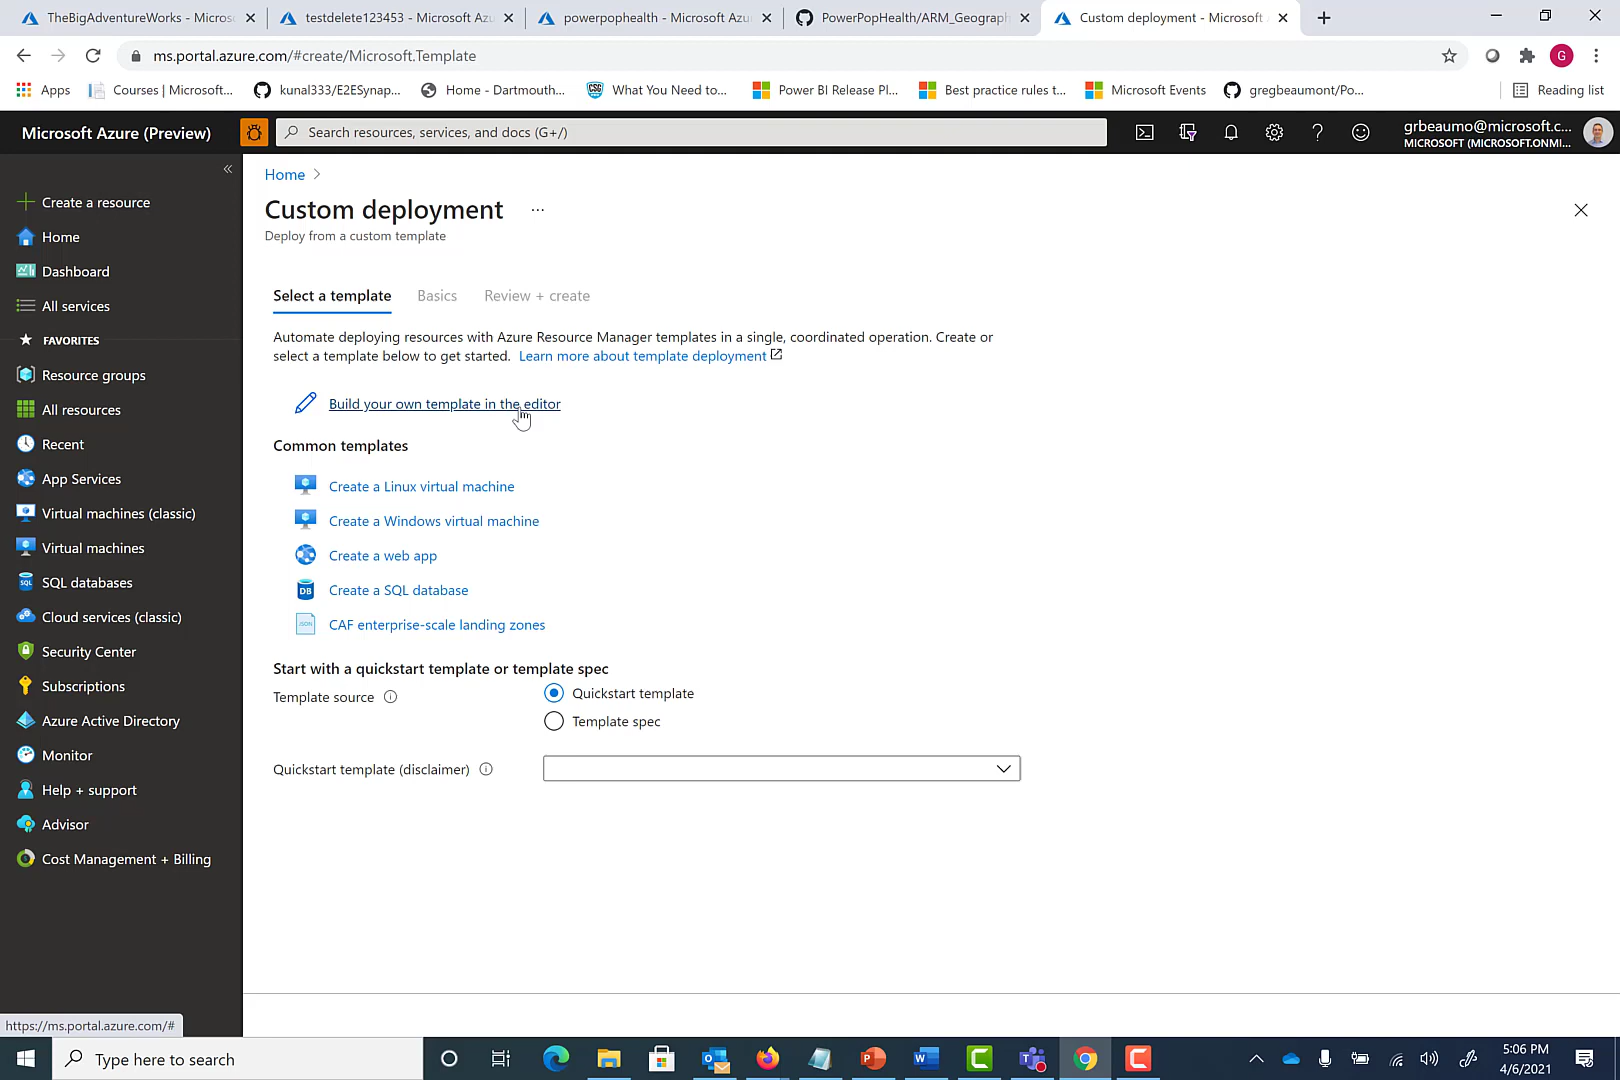 TheBigAdventureWorks - Micros
testdelete123453 - Microsoft Azu
powerpophealth - Microsoft Azu
PowerPopHealth/ARM_Geograph
Custom deployment - Microsoft
ms.portal.azure.com/#create/Microsoft.Template
G
Apps
Courses | Microsoft...
kunal333/E2ESynap...
Home - Dartmouth...
What You Need to...
Power BI Release Pl...
Best practice rules t...
Microsoft Events
gregbeaumont/Po...
Reading list
Microsoft Azure (Preview)
Search resources, services, and docs (G+/)
grbeaumo@microsoft.c...
MICROSOFT (MICROSOFT.ONMI...
Create a resource
Home
Dashboard
All services
FAVORITES
Resource groups
All resources
Recent
App Services
Virtual machines (classic)
Virtual machines
SQL databases
Cloud services (classic)
Security Center
Subscriptions
Azure Active Directory
Monitor
Help + support
Advisor
Cost Management + Billing
Home
Custom deployment
Deploy from a custom template
Select a template
Basics
Review + create
Automate deploying resources with Azure Resource Manager templates in a single, coordinated operation. Create or
select a template below to get started. Learn more about template deployment
Build your own template in the editor
Common templates
Create a Linux virtual machine
Create a Windows virtual machine
Create a web app
DB Create a SQL database
CAF enterprise-scale landing zones
Start with a quickstart template or template spec
Template source
Quickstart template
Template spec
Quickstart template (disclaimer)
https://ms.portal.azure.com/#
Type here to search
5:06 PM
4/6/2021